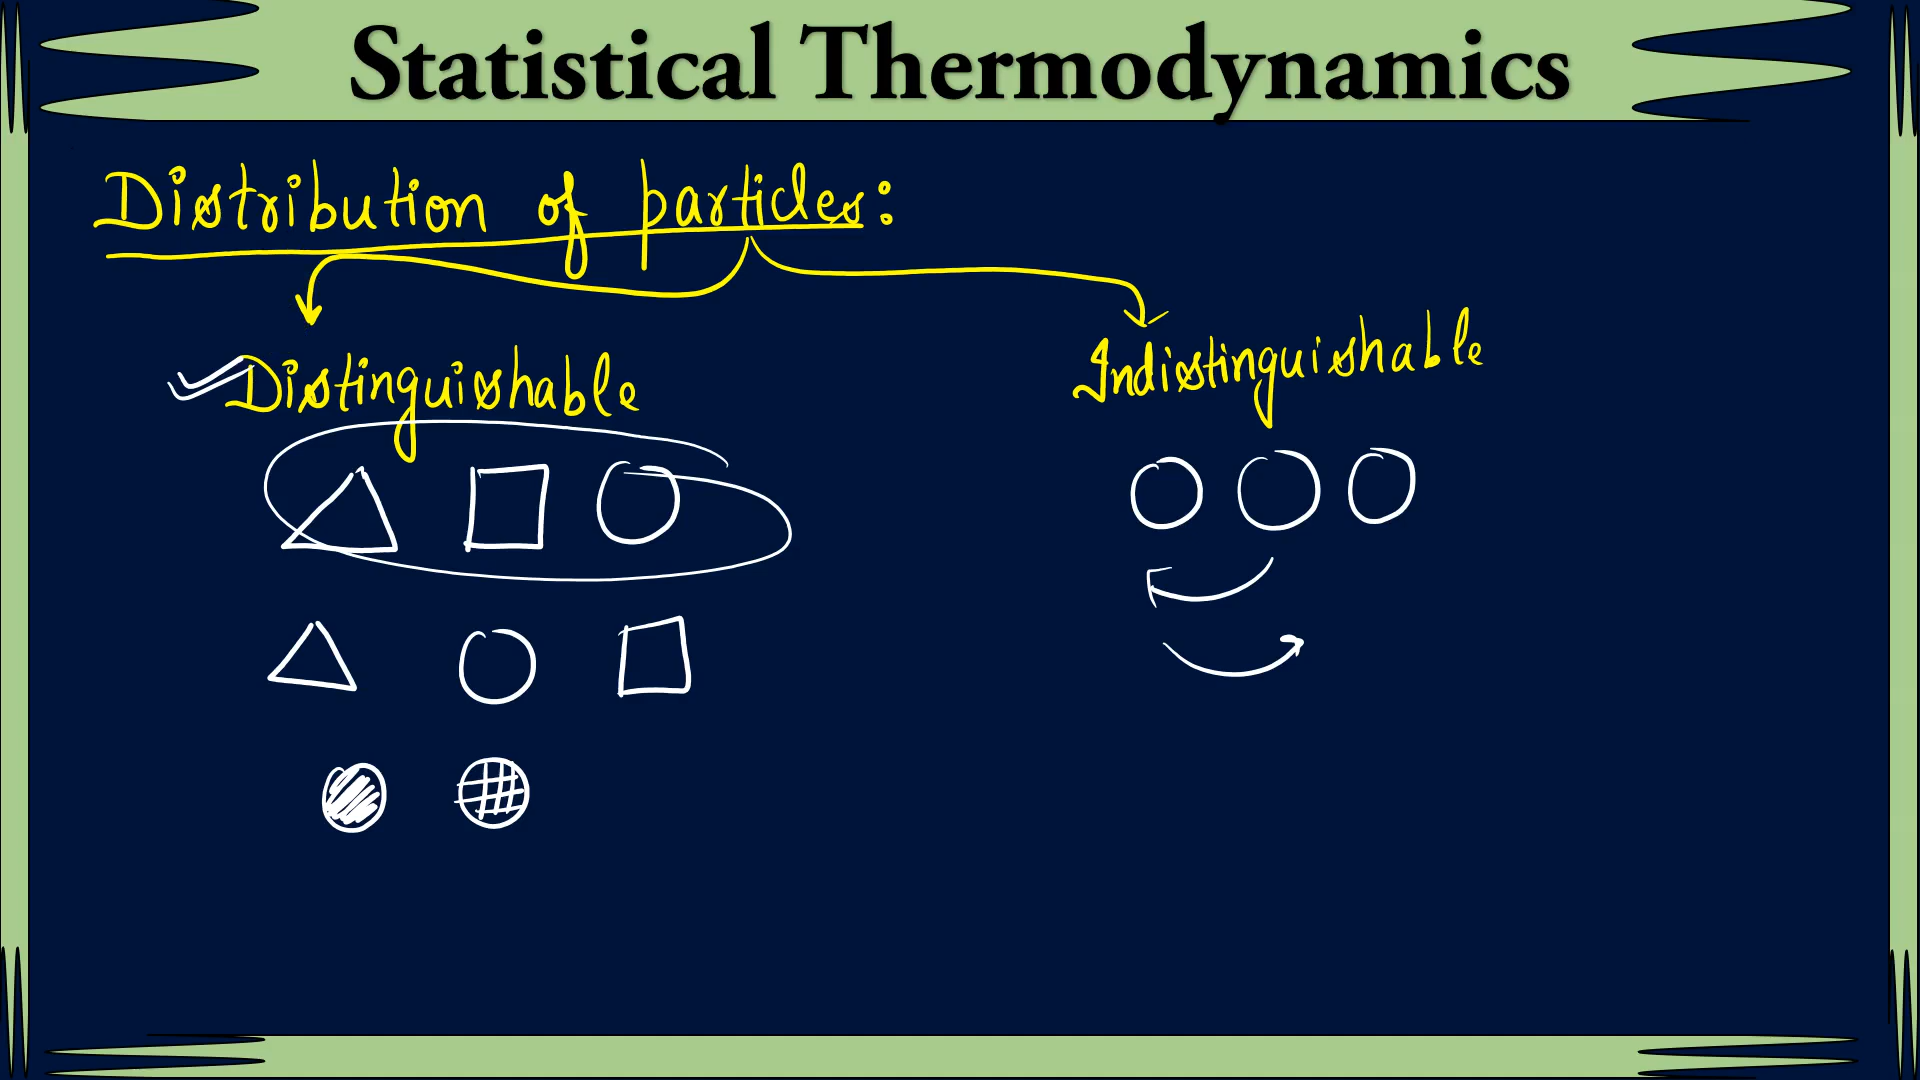 Statistical Thermodynamics
Distribution of particles:
Distinguishable
Indistinguishable